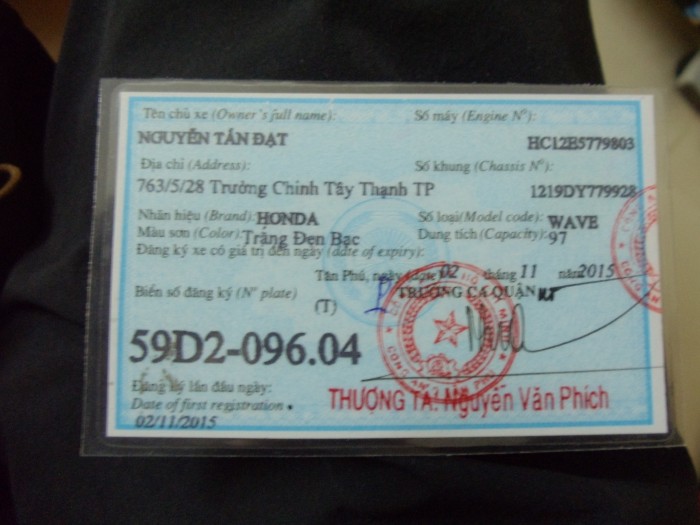 Tên chủ xe (Owner's full name): Số máy (Engine Nº):
NGUYỄN TẤN ĐẠT HC12E5779803
Địa chỉ (Address): Số khung (Chassis Nº):
763/5/28 Trường Chinh Tây Thạnh TP 1219DY779928
Nhãn hiệu (Brand): HONDA Số loại (Model code): WAVE
Màu sơn (Color): Trắng Đen Bạc Dung tích (Capacity): 97
Đăng ký xe có giá trị đến ngày (date of expiry):
Tân Phú, ngày (date) 02 tháng 11 năm 2015
Biển số đăng ký (Nº plate) (T) TRƯỞNG CA QUẬN
59D2-096.04
Đăng ký lần đầu ngày:
Date of first registration
02/11/2015
THƯỢNG TÁ: Nguyễn Văn Phích